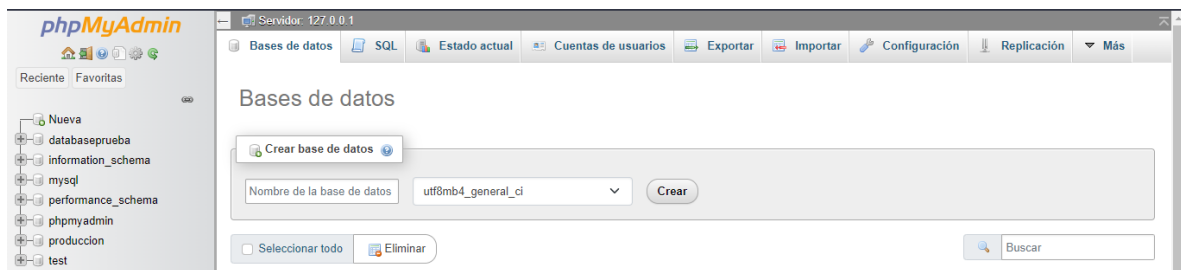 phpMyAdmin
Reciente Favoritas
Nueva
databaseprueba
information_schema
mysql
performance_schema
phpmyadmin
produccion
test
Servidor: 127.0.0.1
Bases de datos SQL Estado actual Cuentas de usuarios Exportar Importar Configuración Replicación Más
Bases de datos
Crear base de datos
Nombre de la base de datos utf8mb4_general_ci Crear
Seleccionar todo Eliminar Buscar